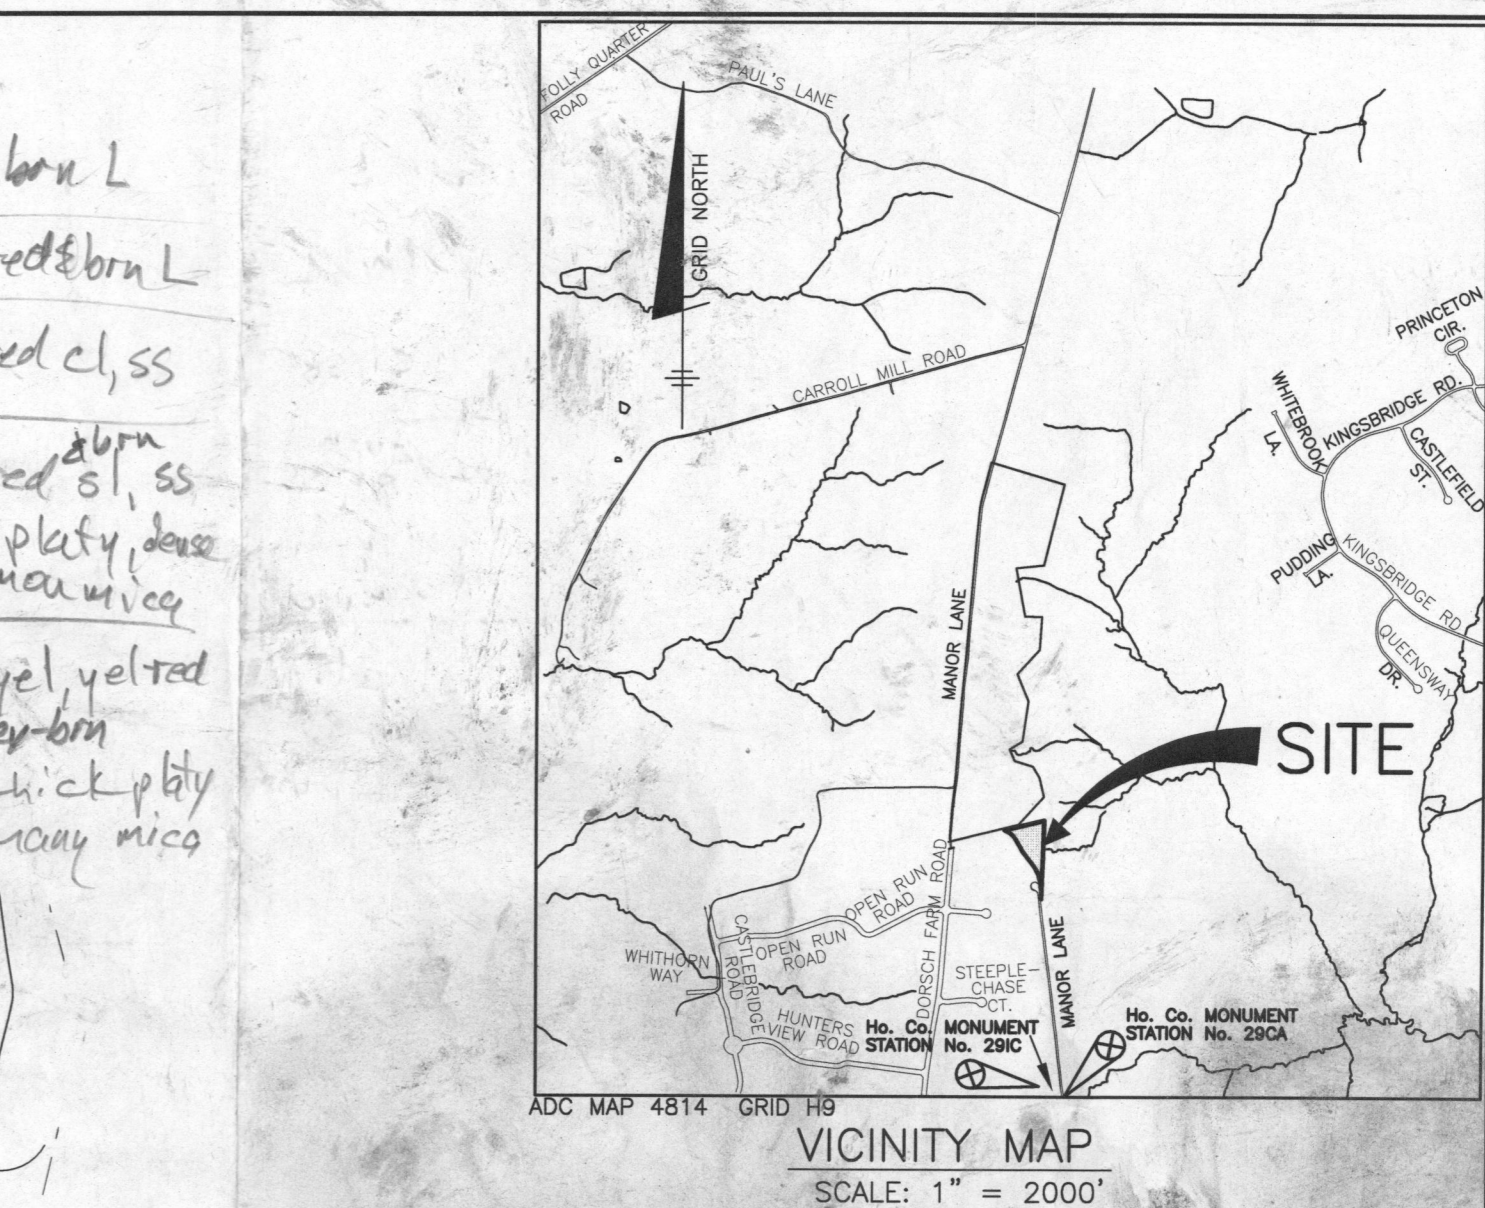 brn L
red & brn L
red cl, ss
& brn
red sl, ss
platy, dense
mica
yel, yel red
brn
thick platy
many mica
FOLLY QUARTER
ROAD
PAUL'S LANE
GRID NORTH
CARROLL MILL ROAD
PRINCETON
CIR.
WHITEBROOK
LA.
KINGSBRIDGE RD.
CASTLEFIELD
ST.
PUDDING
LA.
KINGSBRIDGE RD.
QUEENSWAY
DR.
MANOR LANE
SITE
OPEN RUN
ROAD
DORSCH FARM ROAD
OPEN RUN
ROAD
CASTLEBRIDGE
ROAD
WHITHORN
WAY
STEEPLE-
CHASE
CT.
MANOR LANE
HUNTERS
VIEW ROAD
Ho. Co. MONUMENT
STATION No. 29IC
Ho. Co. MONUMENT
STATION No. 29CA
ADC MAP 4814 GRID H9
VICINITY MAP
SCALE: 1" = 2000'